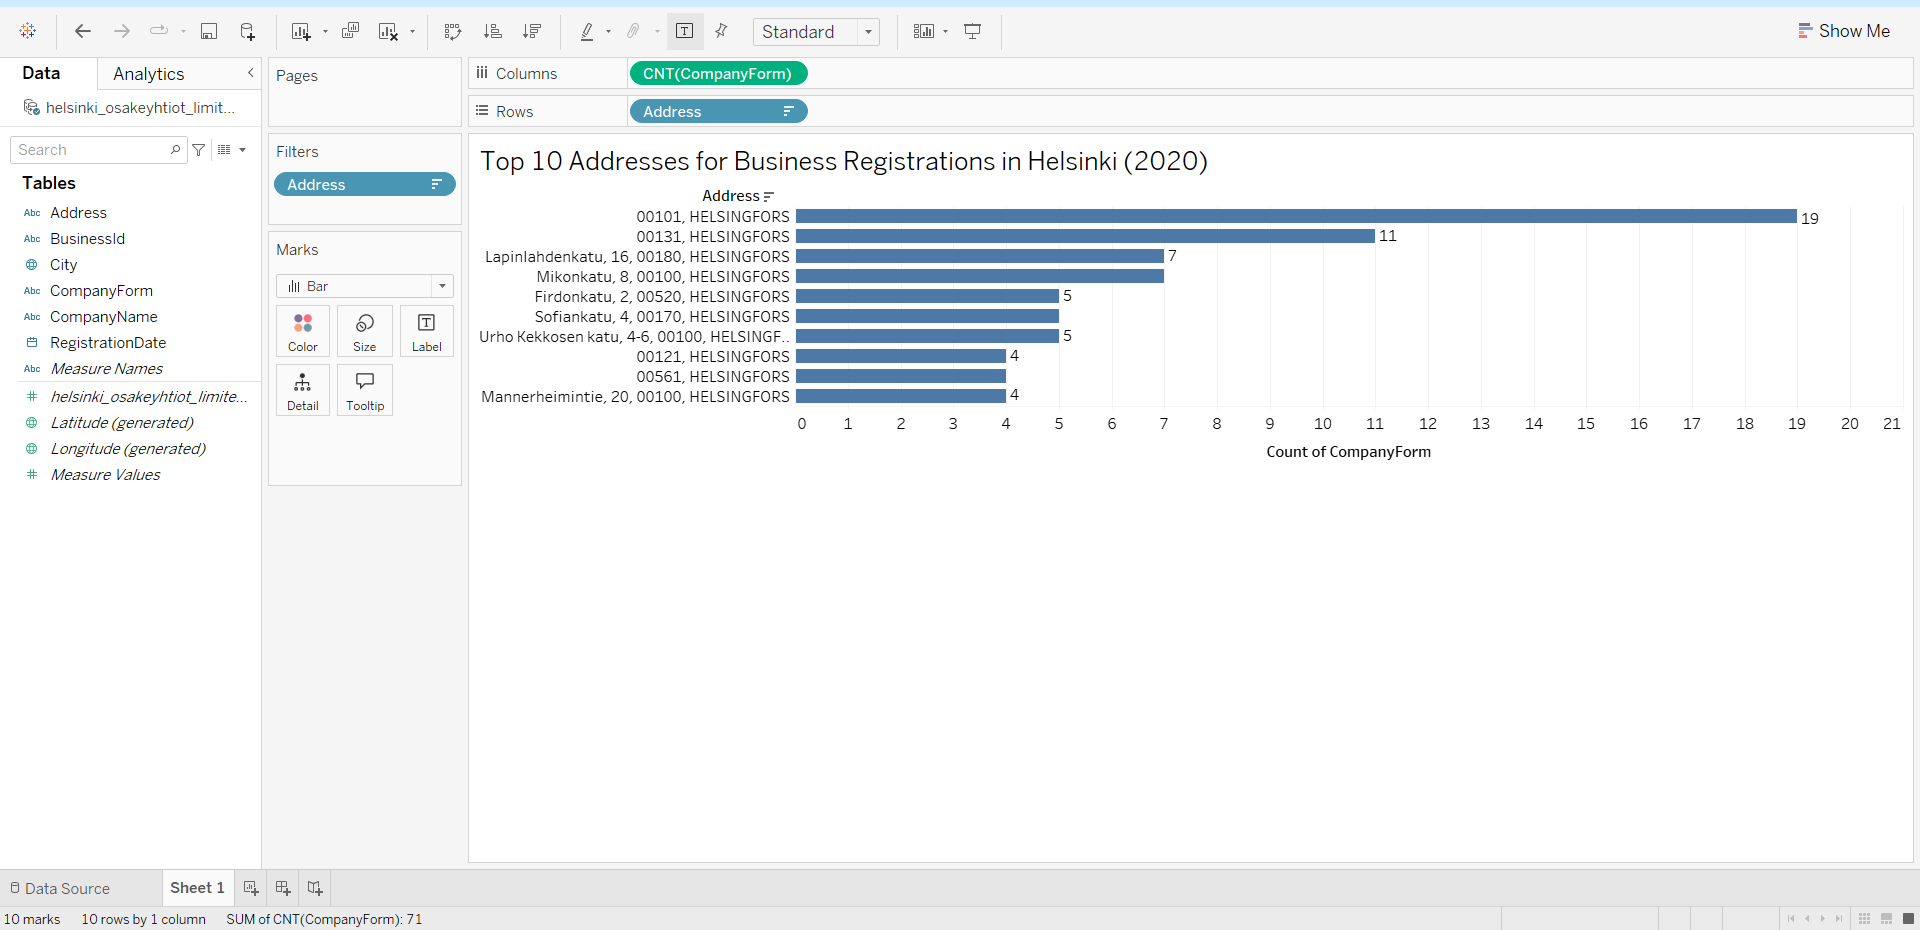 Standard
Show Me
Data
Analytics
helsinki_osakeyhtiot_limit...
Search
Tables
Abc Address
Abc BusinessId
City
Abc CompanyForm
Abc CompanyName
RegistrationDate
Abc Measure Names
helsinki_osakeyhtiot_limite...
Latitude (generated)
Longitude (generated)
Measure Values
Pages
Filters
Address
Marks
Bar
Color
Size
Label
Detail
Tooltip
Columns
CNT(CompanyForm)
Rows
Address
Top 10 Addresses for Business Registrations in Helsinki (2020)
Address
00101, HELSINGFORS 19
00131, HELSINGFORS 11
Lapinlahdenkatu, 16, 00180, HELSINGFORS 7
Mikonkatu, 8, 00100, HELSINGFORS
Firdonkatu, 2, 00520, HELSINGFORS 5
Sofiankatu, 4, 00170, HELSINGFORS
Urho Kekkosen katu, 4-6, 00100, HELSINGF.. 5
00121, HELSINGFORS 4
00561, HELSINGFORS
Mannerheimintie, 20, 00100, HELSINGFORS 4
0 1 2 3 4 5 6 7 8 9 10 11 12 13 14 15 16 17 18 19 20 21
Count of CompanyForm
Data Source
Sheet 1
10 marks
10 rows by 1 column
SUM of CNT(CompanyForm): 71